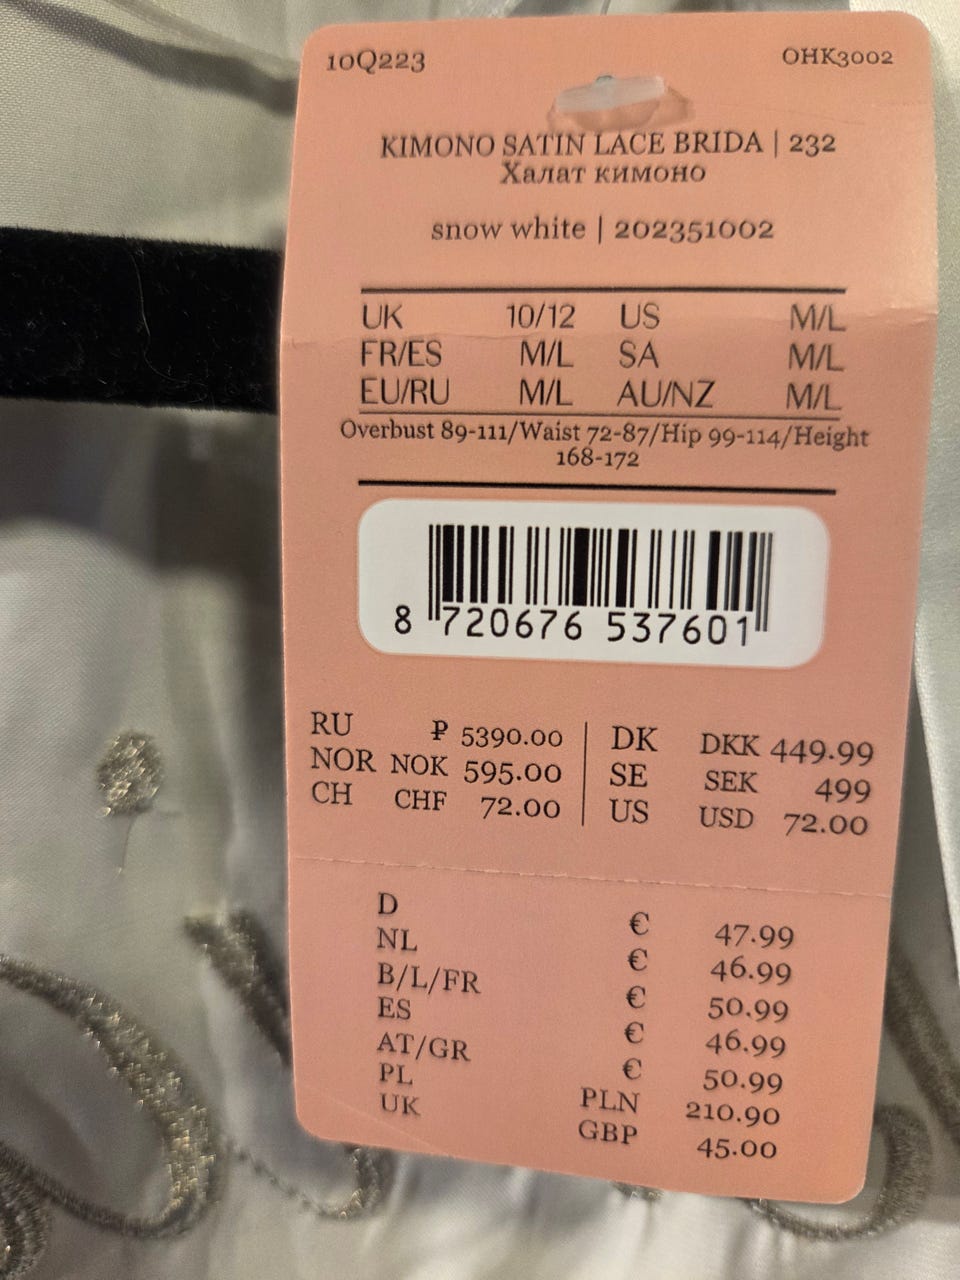 10Q223 OHK3002
KIMONO SATIN LACE BRIDA | 232
Халат кимоно
snow white | 202351002
UK 10/12 US M/L
FR/ES M/L SA M/L
EU/RU M/L AU/NZ M/L
Overbust 89-111/Waist 72-87/Hip 99-114/Height
168-172
8 720676 537601
RU ₽ 5390.00 DK DKK 449.99
NOR NOK 595.00 SE SEK 499
CH CHF 72.00 US USD 72.00
D € 47.99
NL € 46.99
B/L/FR € 50.99
ES € 46.99
AT/GR € 50.99
PL PLN 210.90
UK GBP 45.00